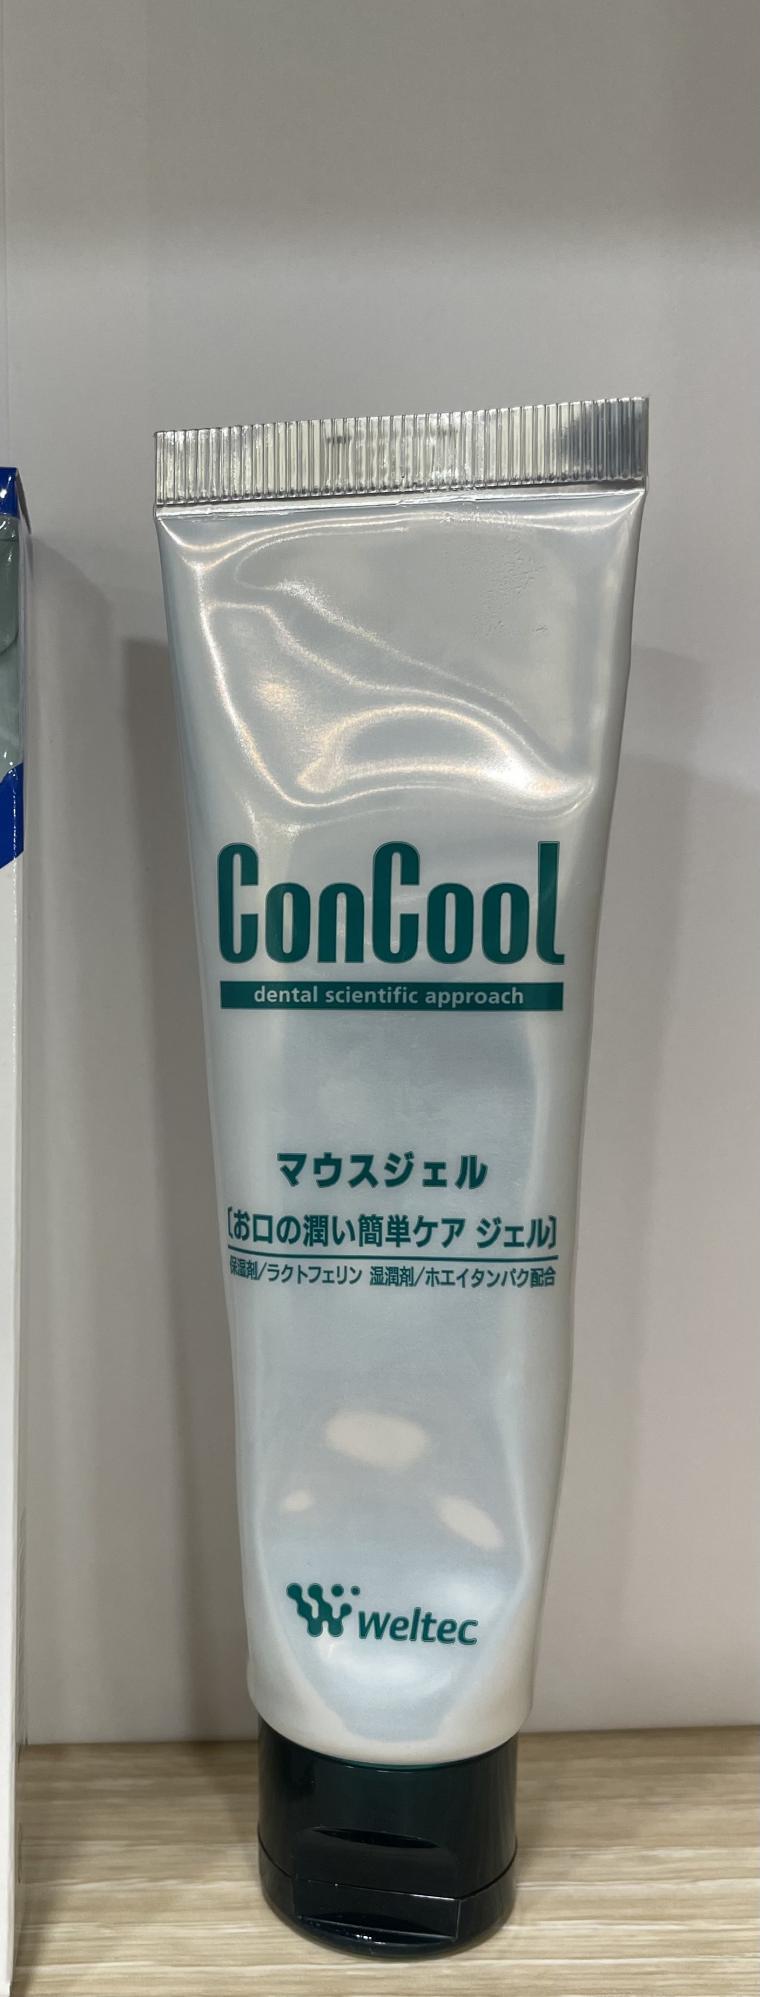 ConCool
dental scientific approach
マウスジェル
〔お口の潤い簡単ケア ジェル〕
保湿剤/ラクトフェリン 湿潤剤/ホエイタンパク配合
weltec